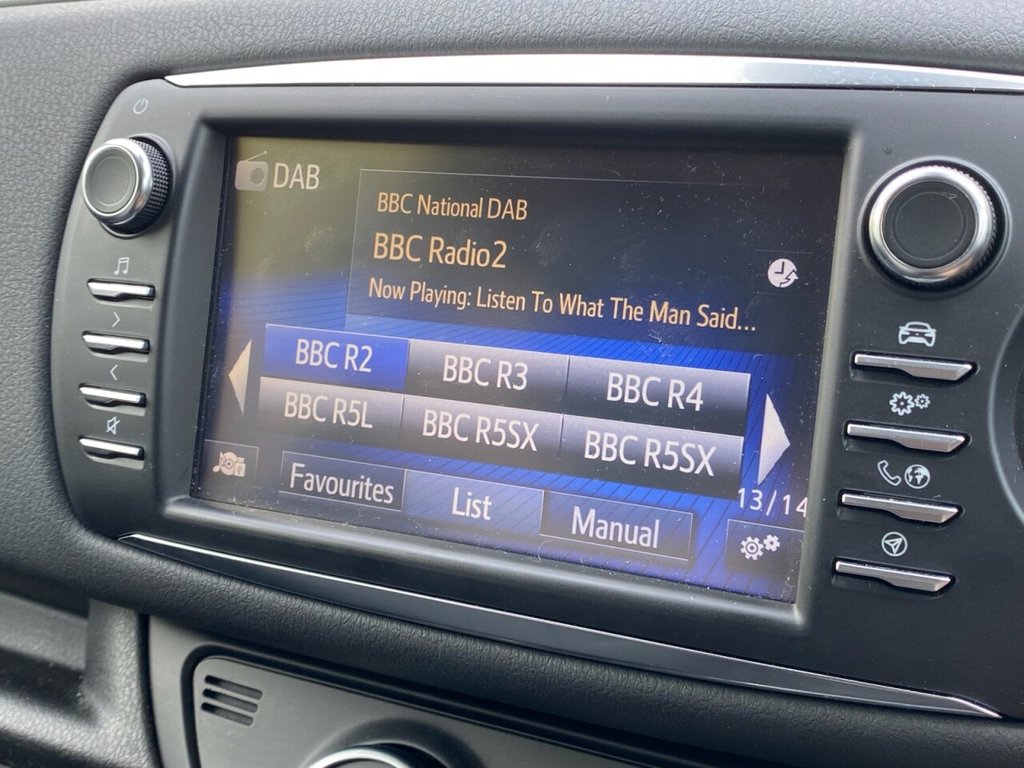 DAB
BBC National DAB
BBC Radio2
Now Playing: Listen To What The Man Said...
BBC R2 BBC R3 BBC R4
BBC R5L BBC R5SX BBC R5SX
13/14
Favourites List Manual